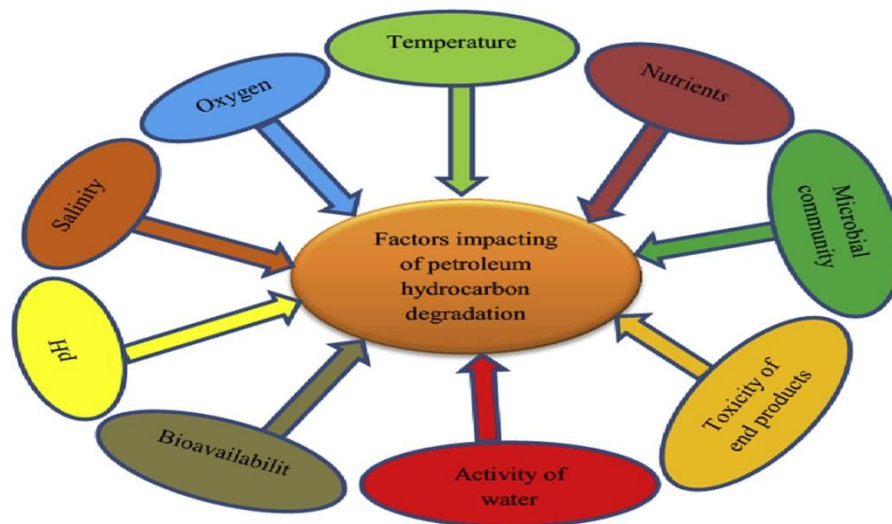 Temperature
Nutrients
Microbial
community
Toxicity of
end products
Activity of
water
Bioavailabilit
pH
Salinity
Oxygen
Factors impacting
of petroleum
hydrocarbon
degradation